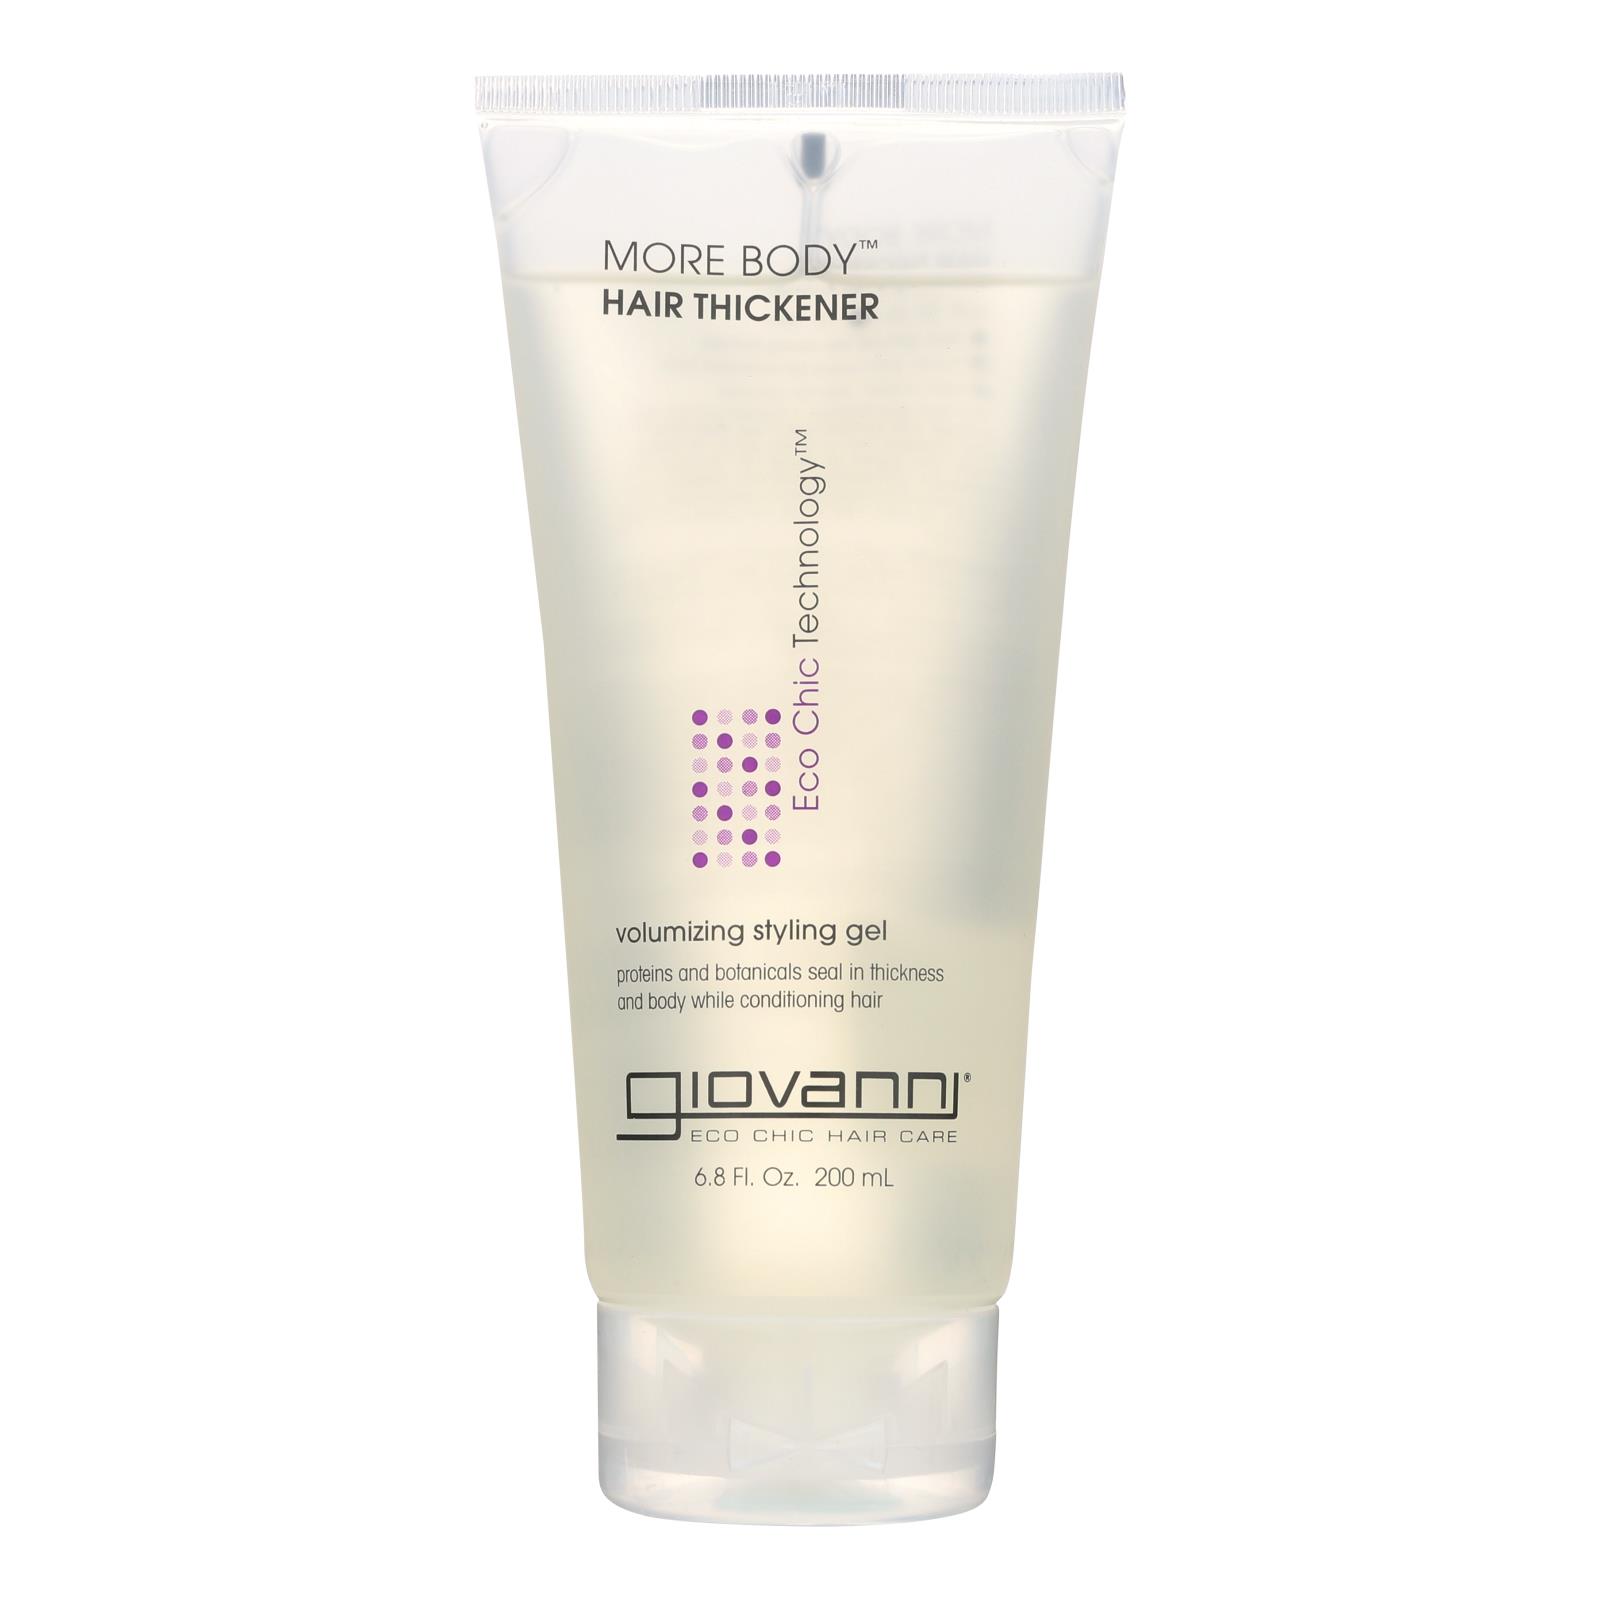 MORE BODY™
HAIR THICKENER
Eco Chic Technology™
volumizing styling gel
proteins and botanicals seal in thickness
and body while conditioning hair
giovanni®
ECO CHIC HAIR CARE
6.8 Fl. Oz. 200 mL